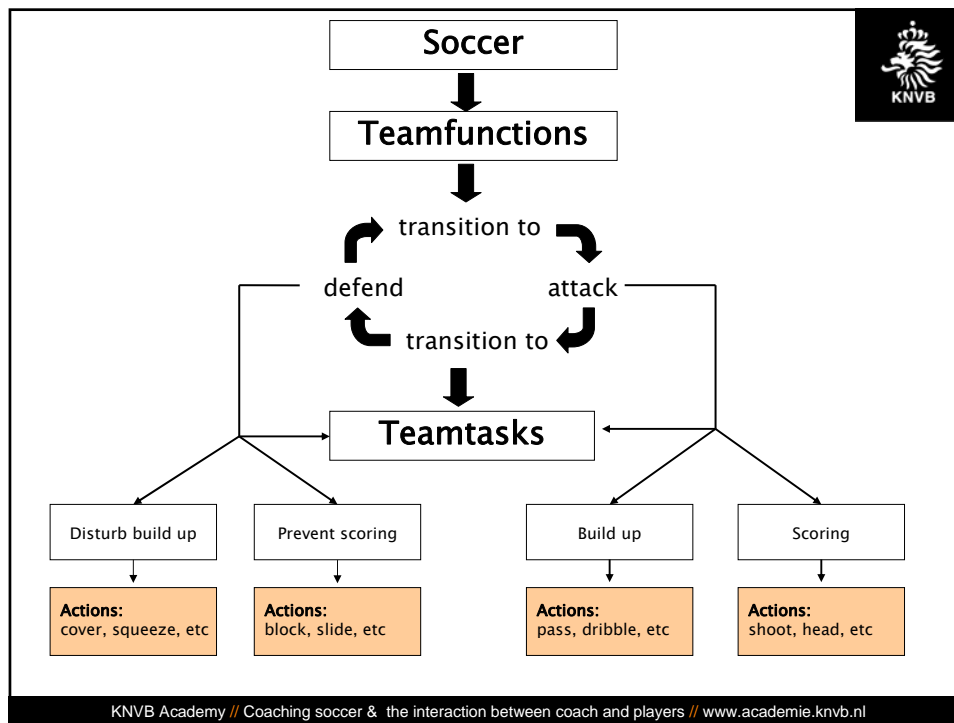 Soccer
KNVB
Teamfunctions
transition to
defend
attack
transition to
Teamtasks
Disturb build up
Prevent scoring
Build up
Scoring
Actions:
cover, squeeze, etc
Actions:
block, slide, etc
Actions:
pass, dribble, etc
Actions:
shoot, head, etc
KNVB Academy // Coaching soccer & the interaction between coach and players // www.academie.knvb.nl